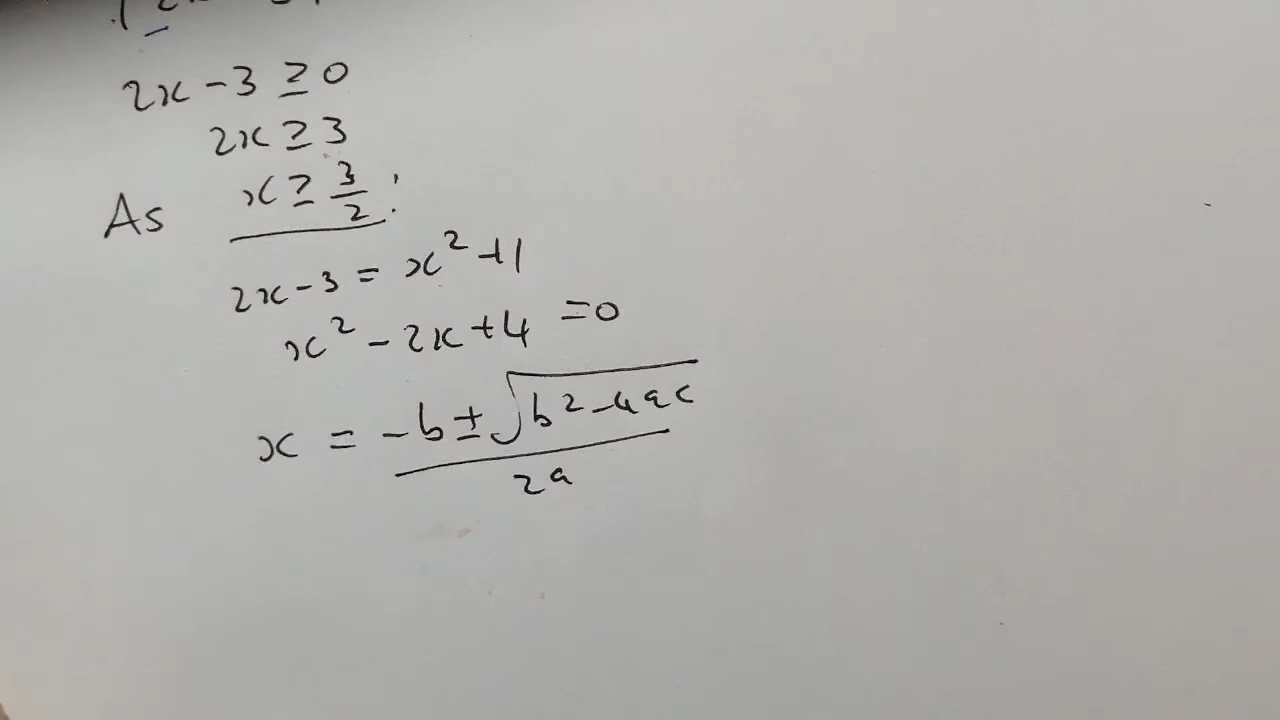 2x - 3 ≥ 0
2x ≥ 3
As x ≥ 3/2 :
2x - 3 = x² + 1
x² - 2x + 4 = 0
x = -b ± √(b² - 4ac) / 2a